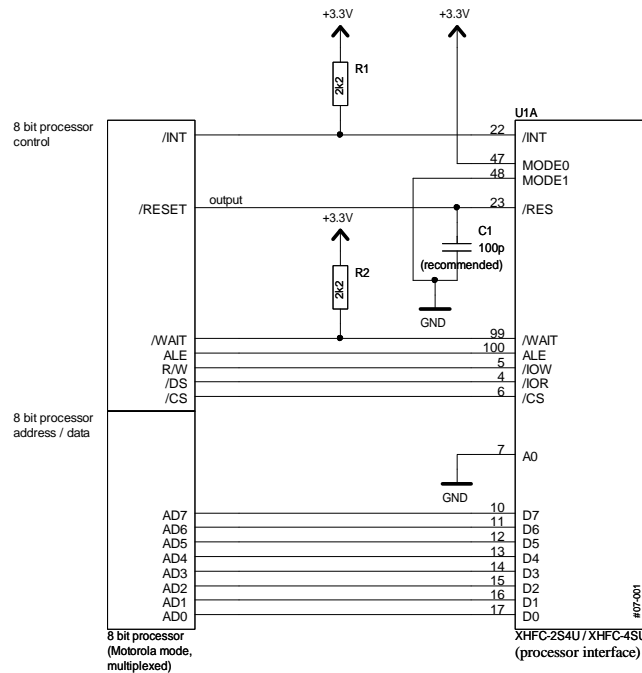 +3.3V
+3.3V
R1
2k2
U1A
8 bit processor
control
/INT
22
/INT
47
MODE0
48
MODE1
/RESET
output
23
/RES
+3.3V
C1
100p
(recommended)
R2
2k2
GND
/WAIT
99
/WAIT
ALE
100
ALE
R/W
5
/IOW
/DS
4
/IOR
/CS
6
/CS
8 bit processor
address / data
7
A0
GND
AD7
10
D7
AD6
11
D6
AD5
12
D5
AD4
13
D4
AD3
14
D3
AD2
15
D2
AD1
16
D1
AD0
17
D0
#07-001
8 bit processor
(Motorola mode,
multiplexed)
XHFC-2S4U / XHFC-4SU
(processor interface)